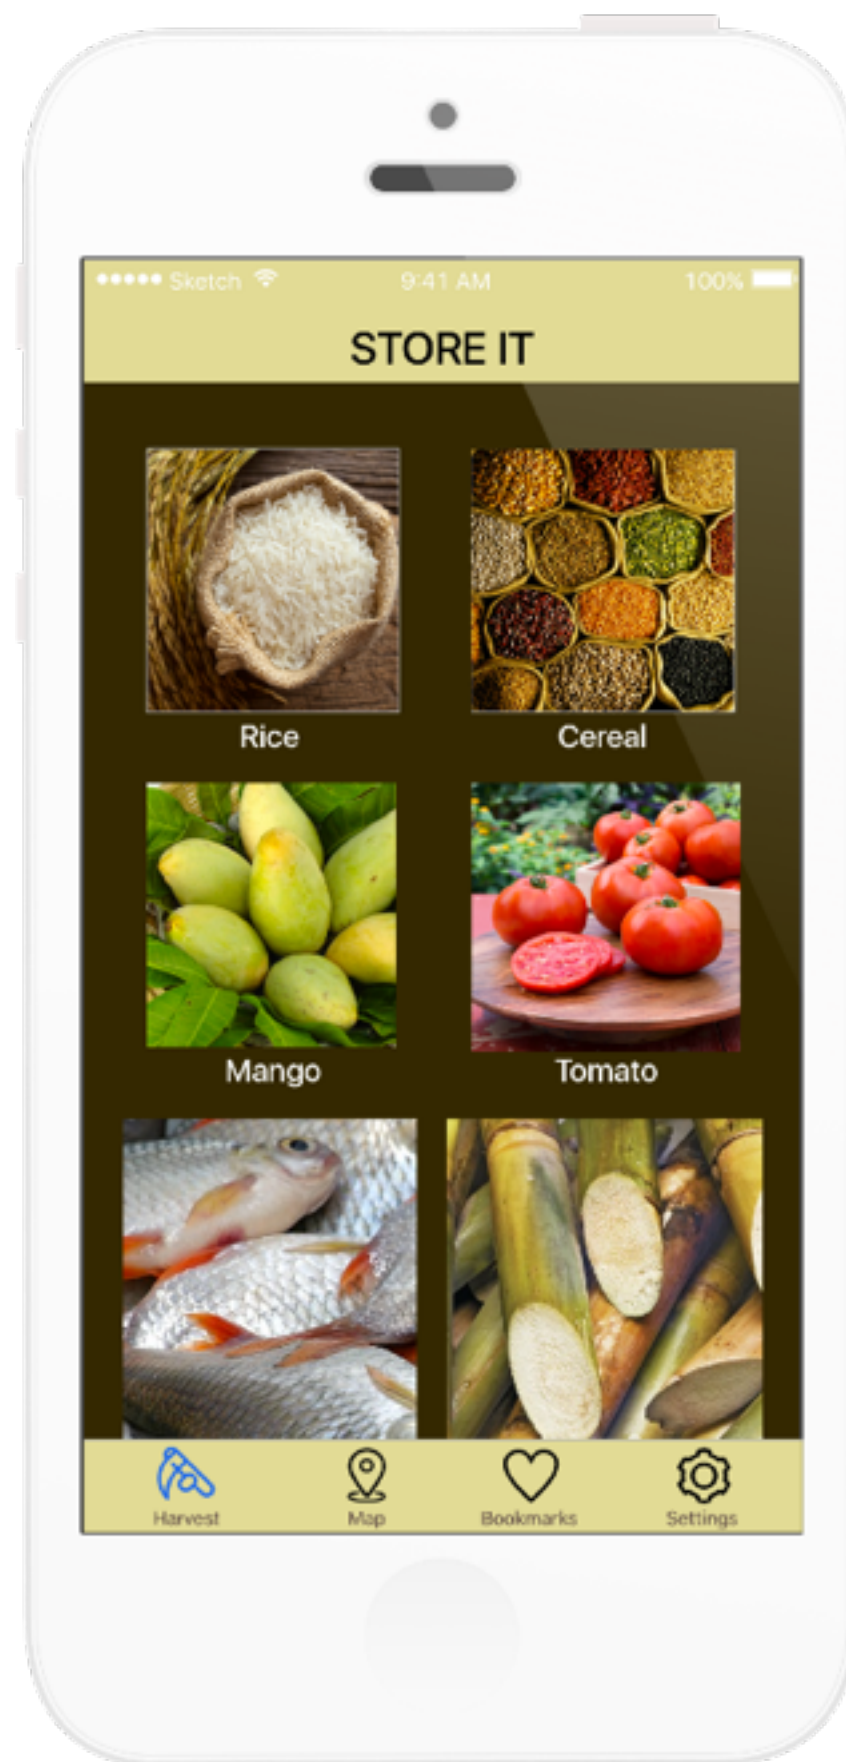 Sketch 9:41 AM 100%
STORE IT
Rice Cereal
Mango Tomato
Harvest Map Bookmarks Settings